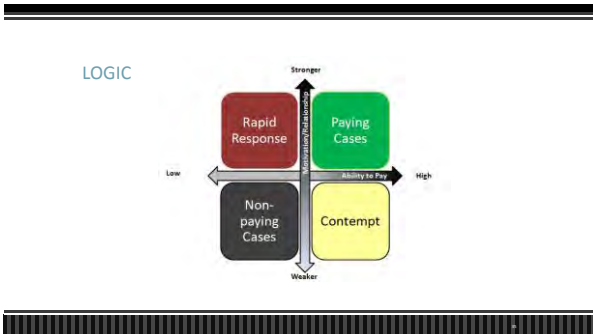 LOGIC
Stronger
Rapid
Response
Motivation/Relationship
Paying
Cases
Low
Ability to Pay
High
Non-
paying
Cases
Contempt
Weaker